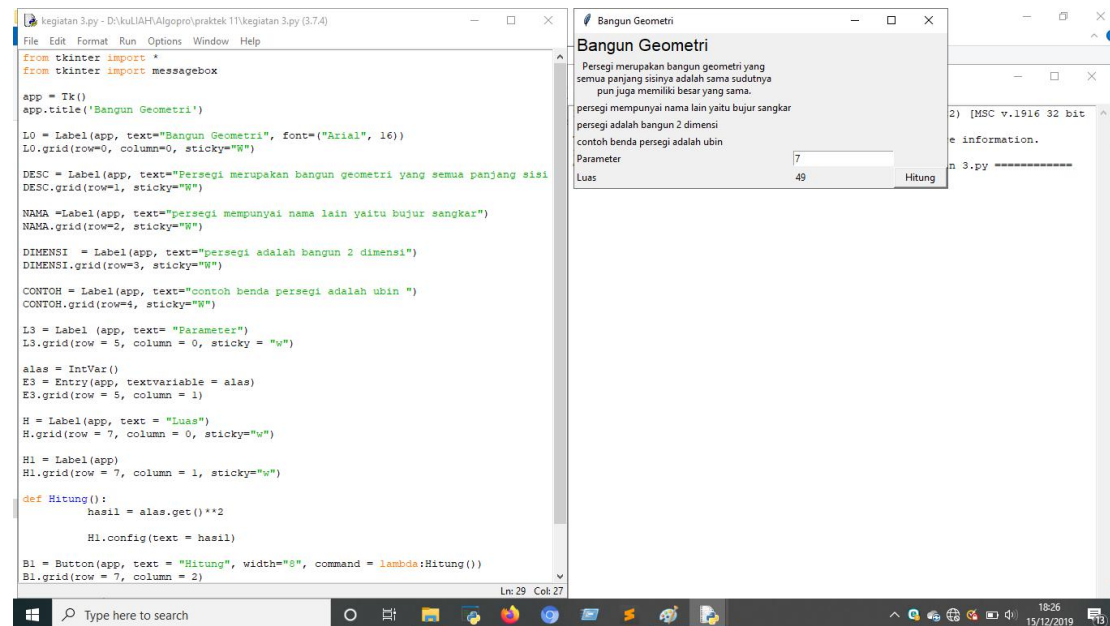 kegiatan 3.py - D:\kuLIAH\Algopro\praktek 11\kegiatan 3.py (3.7.4)
File Edit Format Run Options Window Help
from tkinter import *
from tkinter import messagebox
app = Tk()
app.title('Bangun Geometri')
L0 = Label(app, text="Bangun Geometri", font=("Arial", 16))
L0.grid(row=0, column=0, sticky="W")
DESC = Label(app, text="Persegi merupakan bangun geometri yang semua panjang sisi
DESC.grid(row=1, sticky="W")
NAMA =Label(app, text="persegi mempunyai nama lain yaitu bujur sangkar")
NAMA.grid(row=2, sticky="W")
DIMENSI  = Label(app, text="persegi adalah bangun 2 dimensi")
DIMENSI.grid(row=3, sticky="W")
CONTOH = Label(app, text="contoh benda persegi adalah ubin ")
CONTOH.grid(row=4, sticky="W")
L3 = Label (app, text= "Parameter")
L3.grid(row = 5, column = 0, sticky = "w")
alas = IntVar()
E3 = Entry(app, textvariable = alas)
E3.grid(row = 5, column = 1)
H = Label(app, text = "Luas")
H.grid(row = 7, column = 0, sticky="w")
H1 = Label(app)
H1.grid(row = 7, column = 1, sticky="w")
def Hitung():
hasil = alas.get()**2
H1.config(text = hasil)
B1 = Button(app, text = "Hitung", width="8", command = lambda:Hitung())
B1.grid(row = 7, column = 2)
Ln: 29 Col: 27
Bangun Geometri
Bangun Geometri
Persegi merupakan bangun geometri yang
semua panjang sisinya adalah sama sudutnya
pun juga memiliki besar yang sama.
persegi mempunyai nama lain yaitu bujur sangkar
persegi adalah bangun 2 dimensi
contoh benda persegi adalah ubin
Parameter 7
Luas 49 Hitung
2) [MSC v.1916 32 bit
e information.
n 3.py ============
Type here to search
18:26
15/12/2019
13